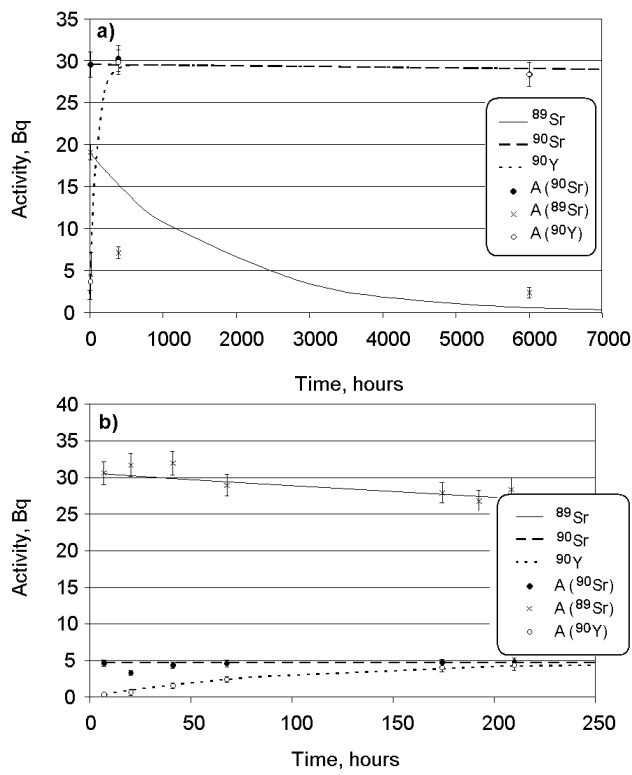 a)
35
30
25
20
15
10
5
0
Activity, Bq
89Sr
90Sr
90Y
A (90Sr)
A (89Sr)
A (90Y)
0 1000 2000 3000 4000 5000 6000 7000
Time, hours
b)
40
35
30
25
20
15
10
5
0
Activity, Bq
89Sr
90Sr
90Y
A (90Sr)
A (89Sr)
A (90Y)
0 50 100 150 200 250
Time, hours